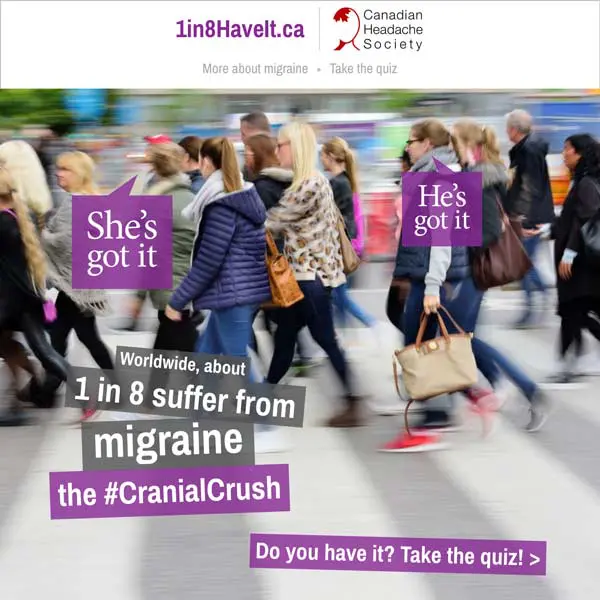 1in8HaveIt.ca
Canadian
Headache
Society
More about migraine • Take the quiz
She's
got it
He's
got it
Worldwide, about
1 in 8 suffer from
migraine
the #CranialCrush
Do you have it? Take the quiz! >